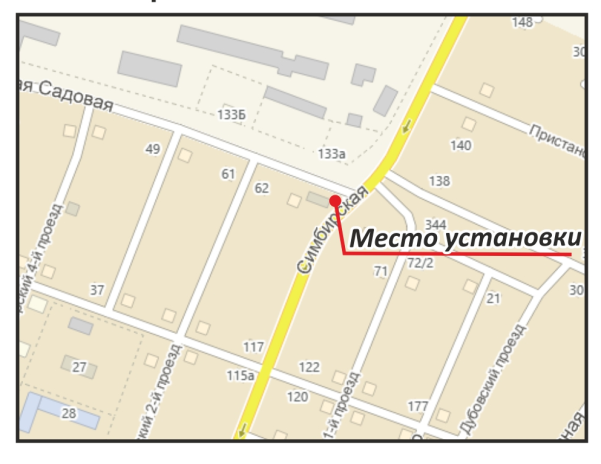 148
30
ая Садовая
133Б
Пристан
49
133а
140
61
62
138
Симбирская
344
Место установки
ский 4-й проезд
71
72/2
37
21
30
117
27
122
115а
120
кий 2-й проезд
1-й проезд
177
Дубовский проезд
28
ная